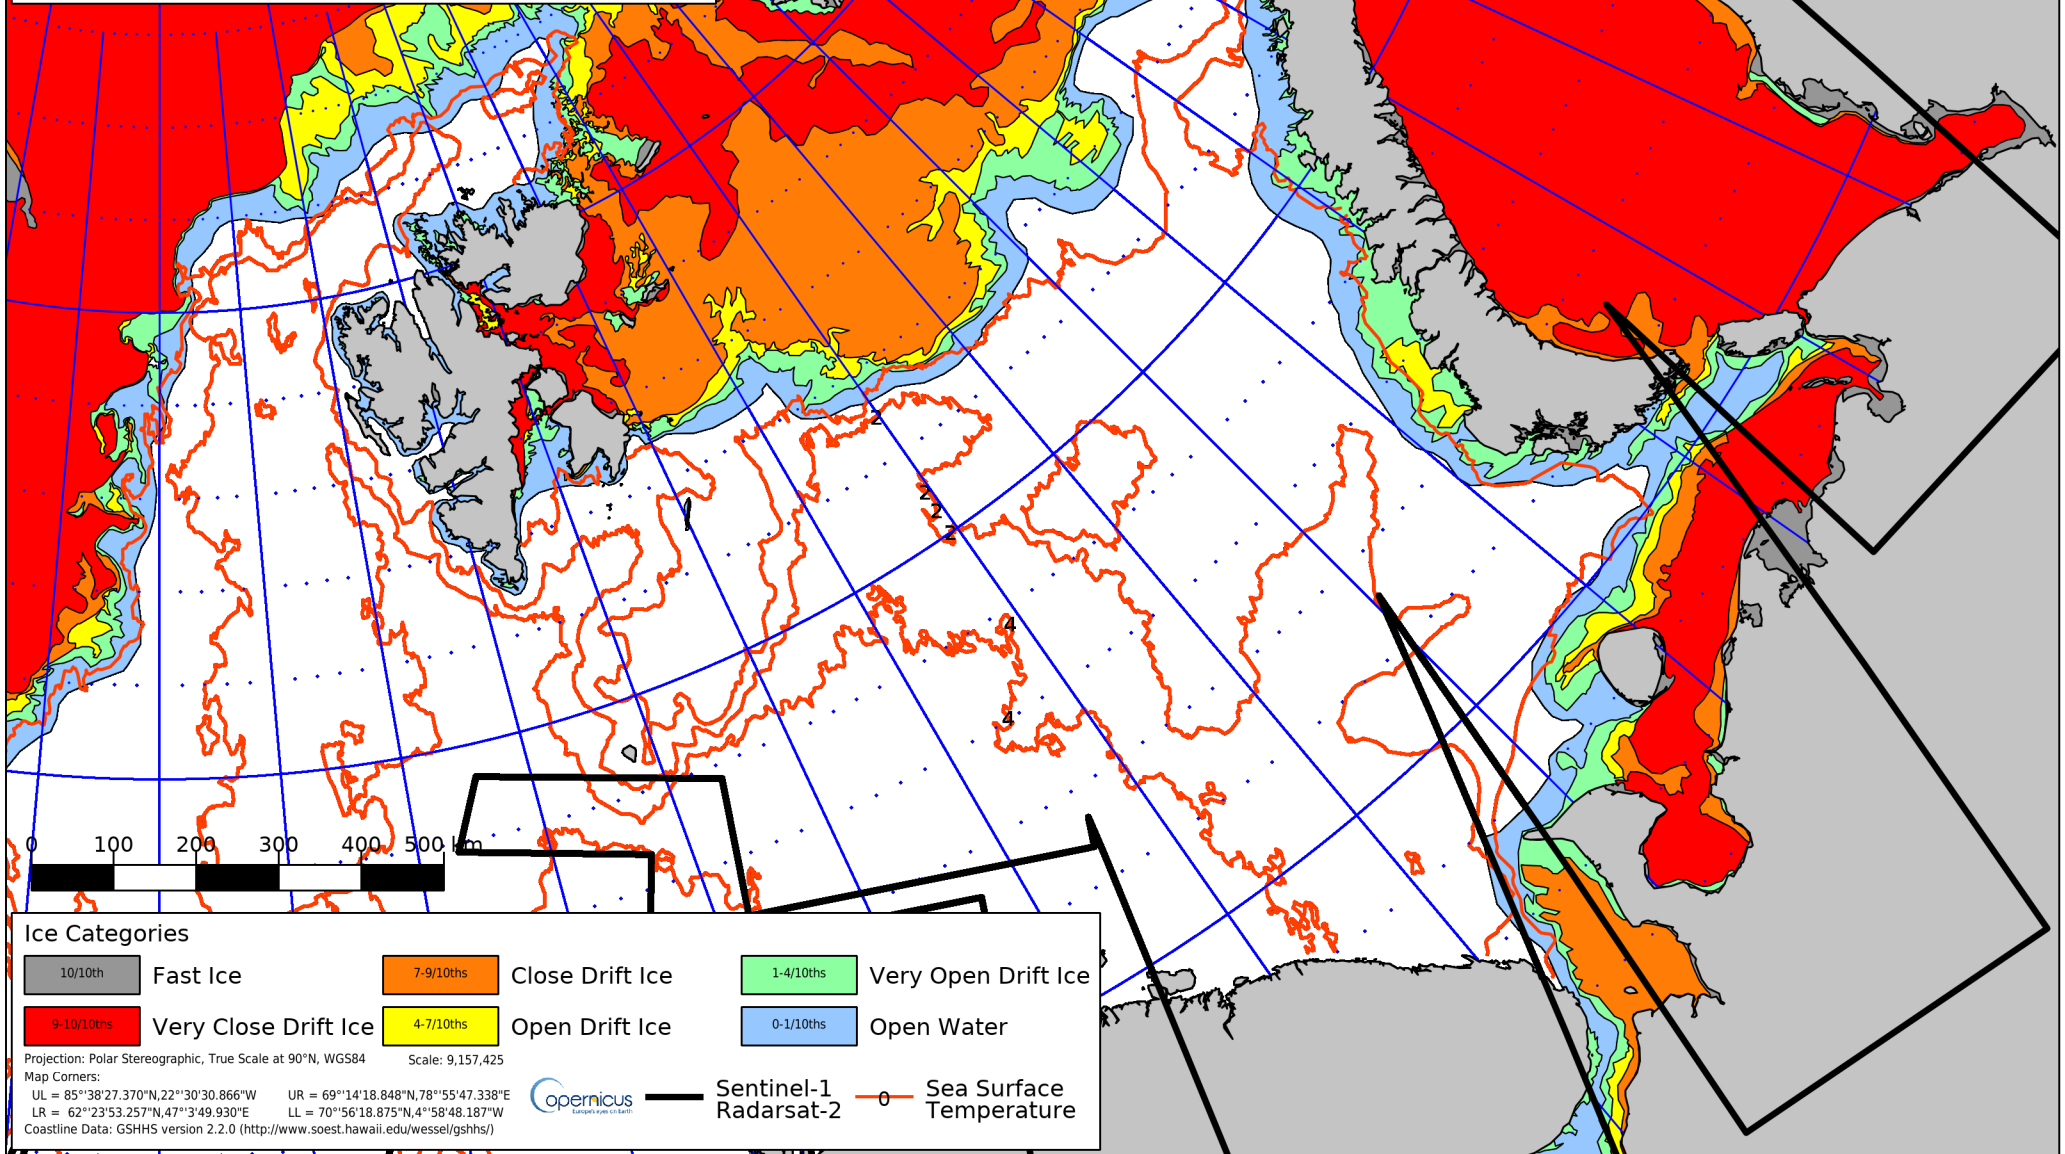 2
2
2
2
4
4
0 100 200 300 400 500 km
Ice Categories
10/10th Fast Ice 7-9/10ths Close Drift Ice 1-4/10ths Very Open Drift Ice
9-10/10ths Very Close Drift Ice 4-7/10ths Open Drift Ice 0-1/10ths Open Water
Projection: Polar Stereographic, True Scale at 90°N, WGS84 Scale: 9,157,425
Map Corners:
UL = 85°'38'27.370"N,22°'30'30.866"W UR = 69°'14'18.848"N,78°'55'47.338"E
LR = 62°'23'53.257"N,47°'3'49.930"E LL = 70°'56'18.875"N,4°'58'48.187"W
Coastline Data: GSHHS version 2.2.0 (http://www.soest.hawaii.edu/wessel/gshhs/)
Copernicus
Europe's eyes on Earth
Sentinel-1
Radarsat-2
0
Sea Surface
Temperature